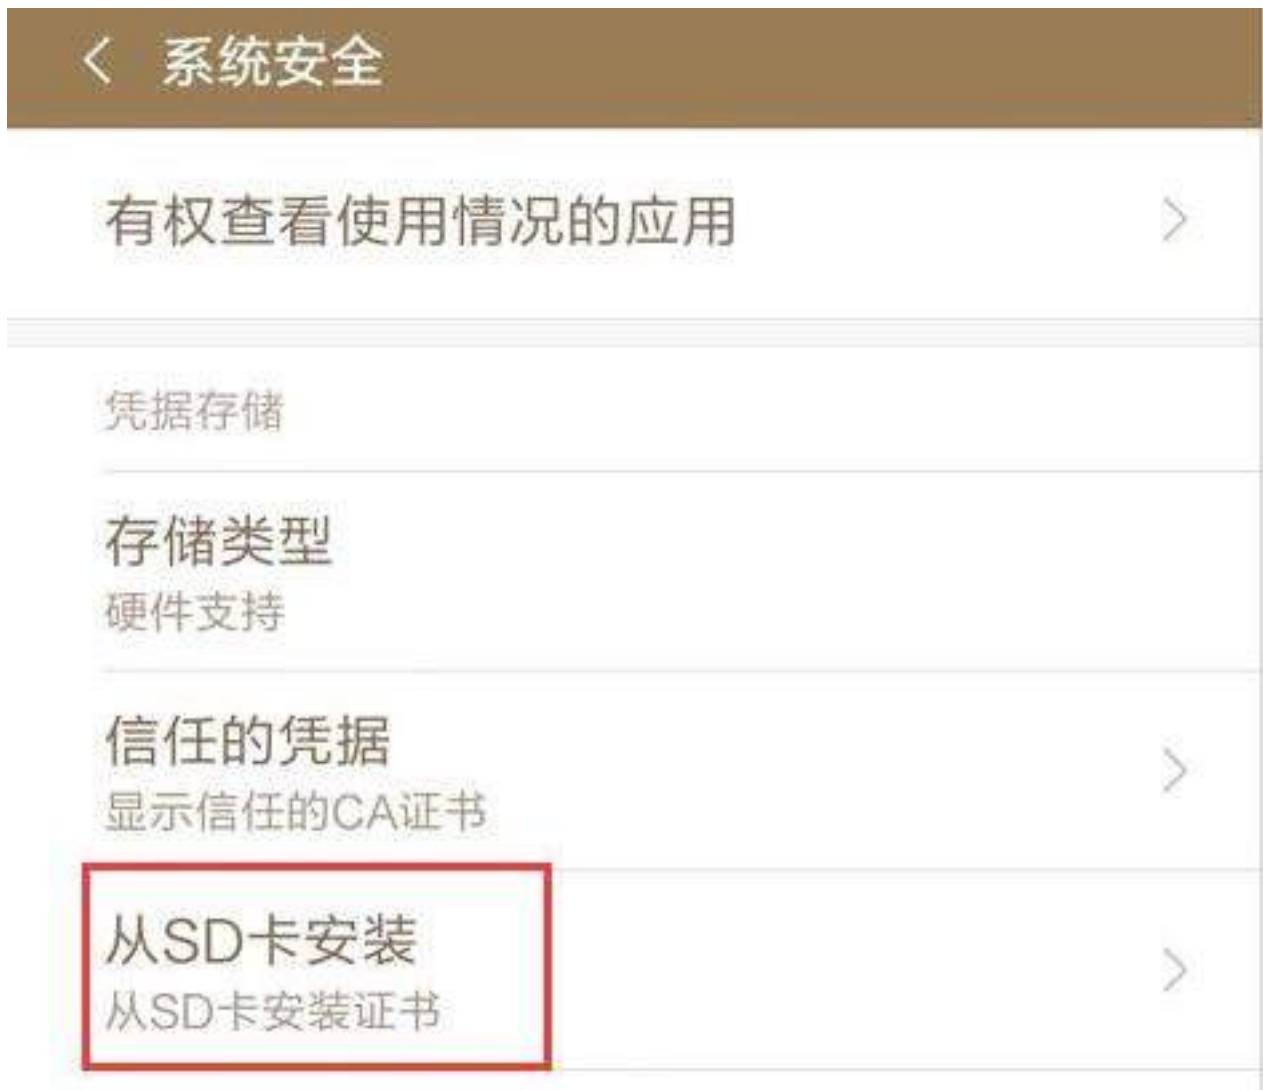 系统安全
有权查看使用情况的应用
凭据存储
存储类型
硬件支持
信任的凭据
显示信任的CA证书
从SD卡安装
从SD卡安装证书